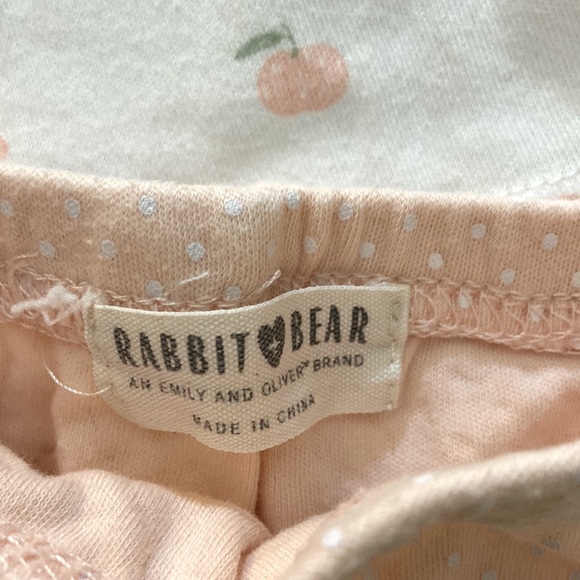 RABBIT♥BEAR
AN EMILY AND OLIVER® BRAND
MADE IN CHINA